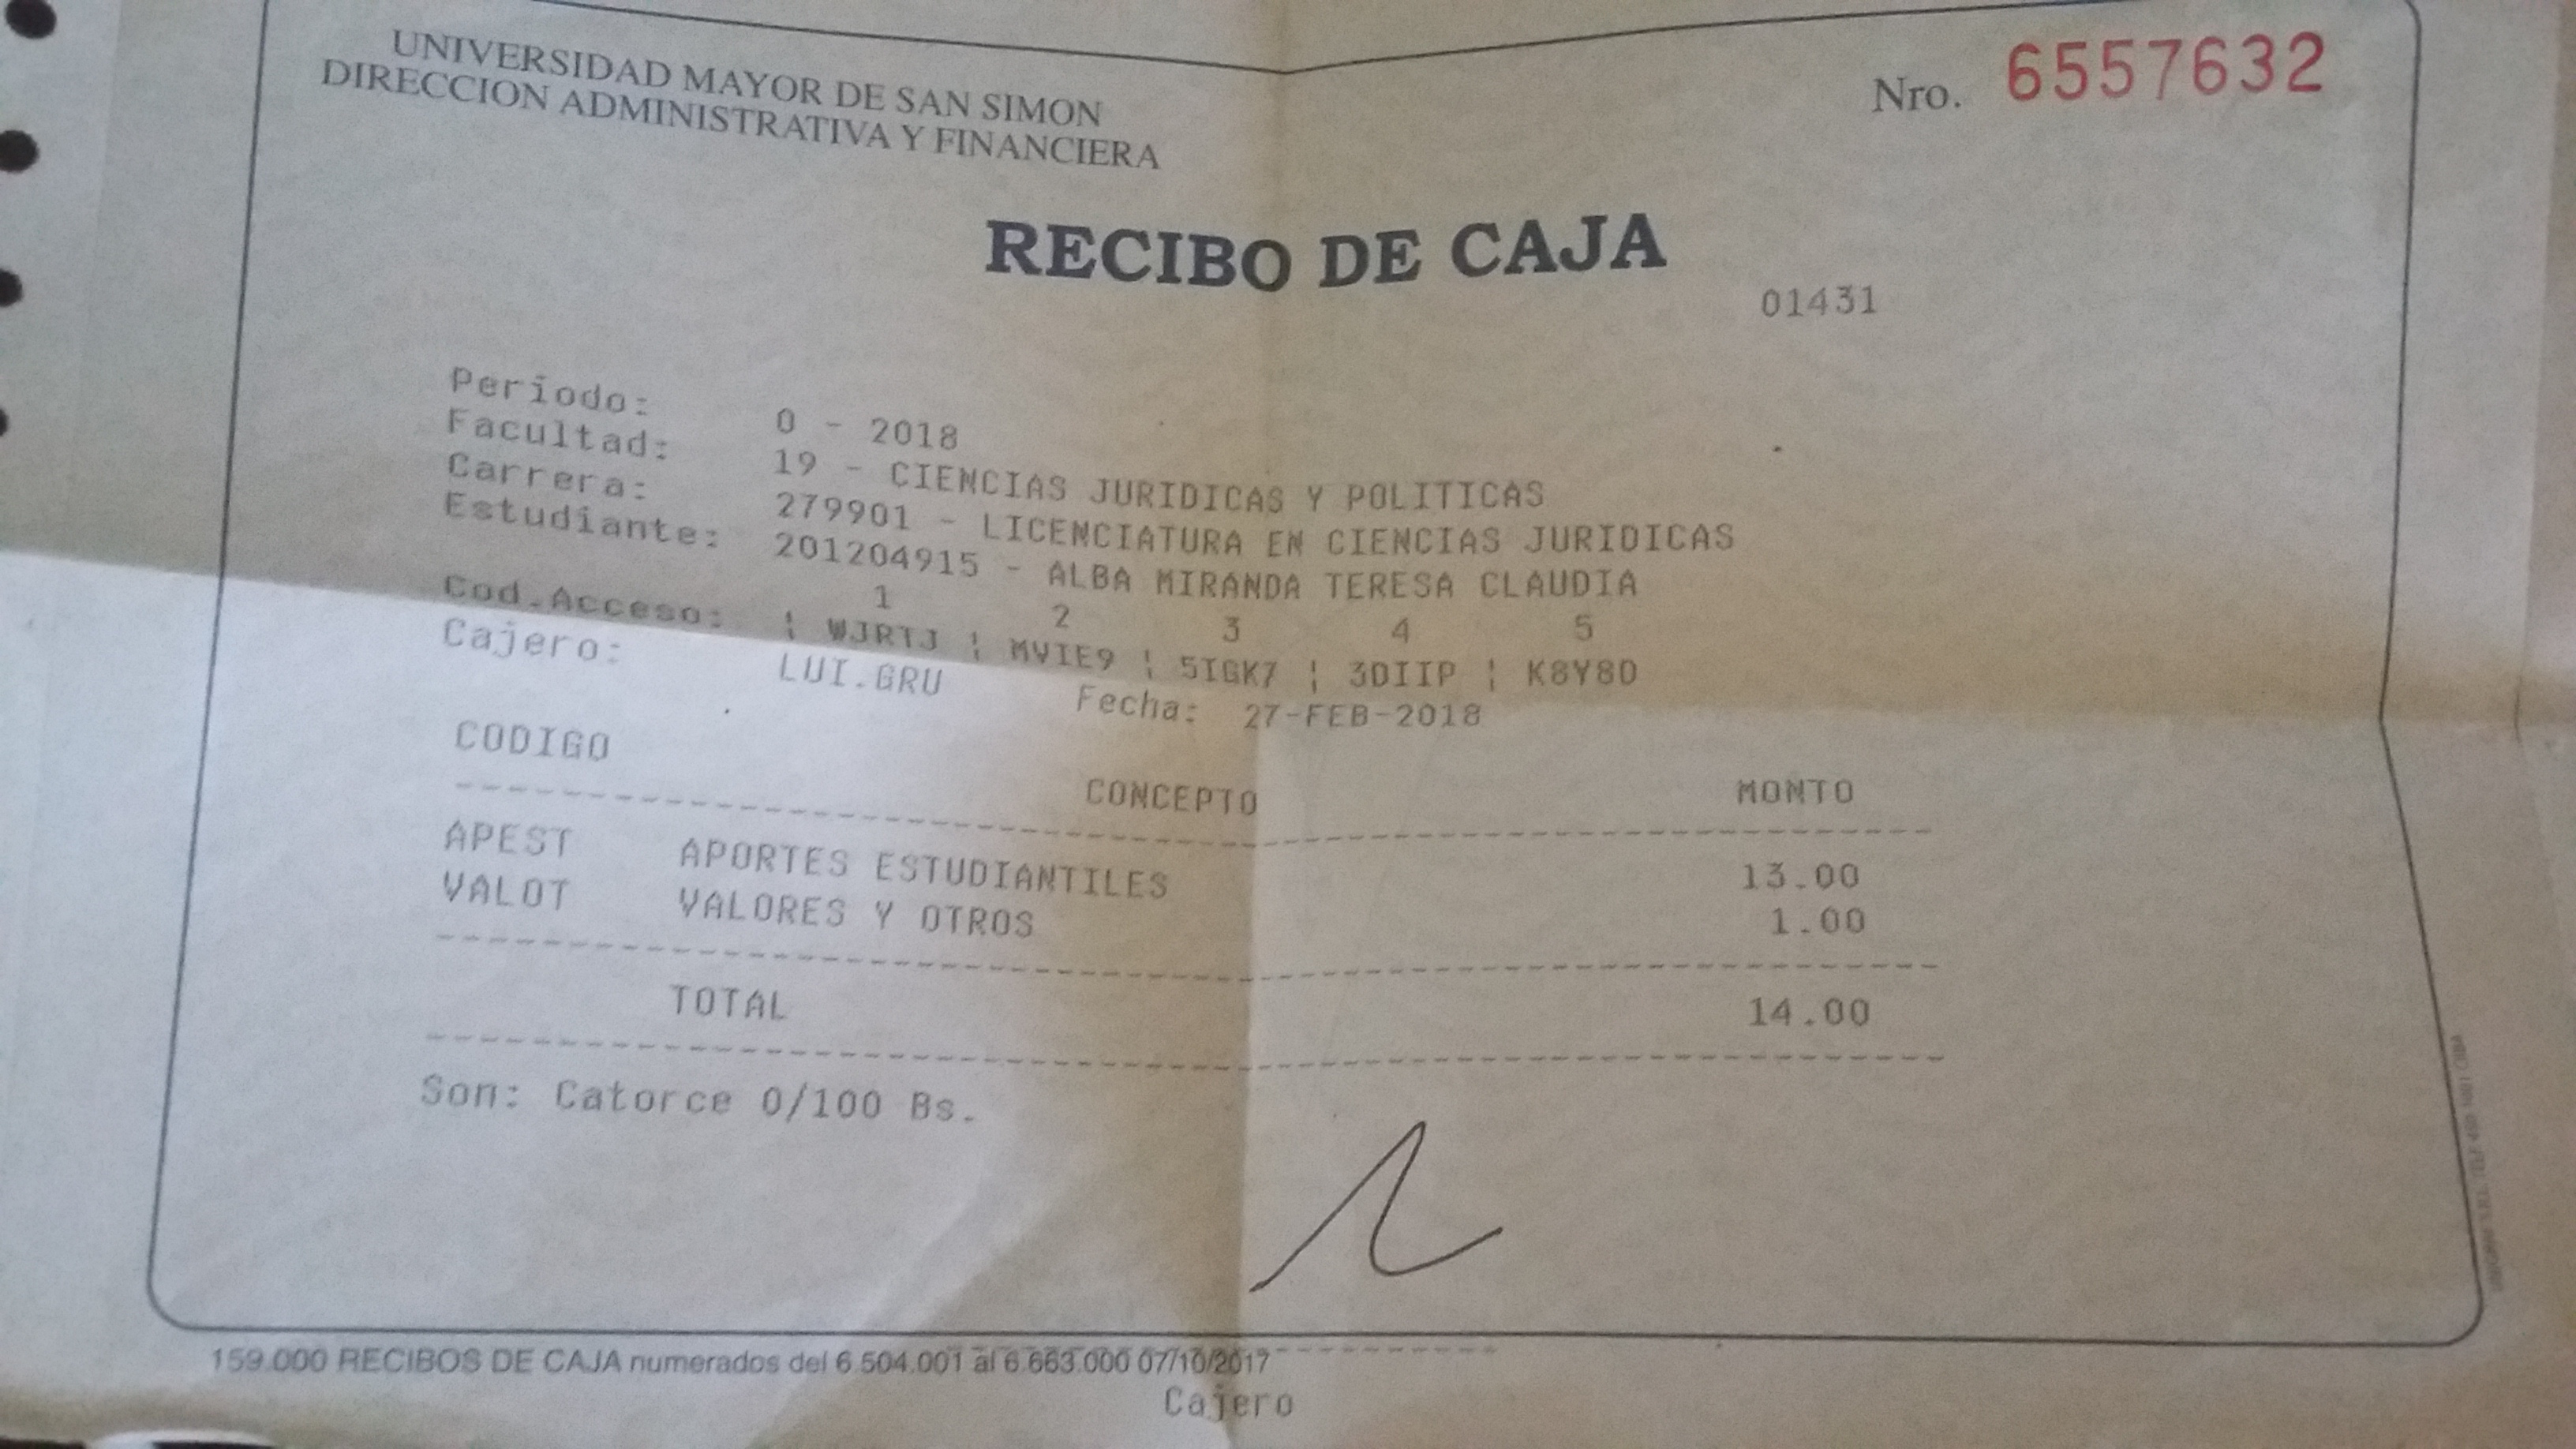 UNIVERSIDAD MAYOR DE SAN SIMON
DIRECCION ADMINISTRATIVA Y FINANCIERA
Nro. 6557632
RECIBO DE CAJA
01431
Periodo: 0 - 2018
Facultad: 19 - CIENCIAS JURIDICAS Y POLITICAS
Carrera: 279901 - LICENCIATURA EN CIENCIAS JURIDICAS
Estudiante: 201204915 - ALBA MIRANDA TERESA CLAUDIA
1 2 3 4 5
Cod.Acceso: ¦ WJRTJ ¦ MVIE9 ¦ 5IGK7 ¦ 3DIIP ¦ K8Y80
Cajero: LUI.GRU Fecha: 27-FEB-2018
CODIGO CONCEPTO MONTO
APEST APORTES ESTUDIANTILES 13.00
VALOT VALORES Y OTROS 1.00
TOTAL 14.00
Son: Catorce 0/100 Bs.
159.000 RECIBOS DE CAJA numerados del 6.504.001 al 6.663.000 07/10/2017
Cajero